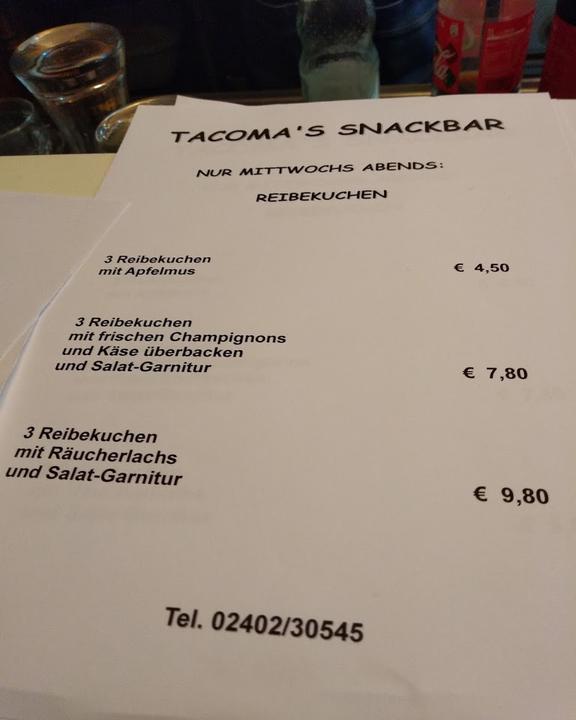 TACOMA'S SNACKBAR
NUR MITTWOCHS ABENDS:
REIBEKUCHEN
3 Reibekuchen
mit Apfelmus € 4,50
3 Reibekuchen
mit frischen Champignons
und Käse überbacken
und Salat-Garnitur € 7,80
3 Reibekuchen
mit Räucherlachs
und Salat-Garnitur € 9,80
Tel. 02402/30545